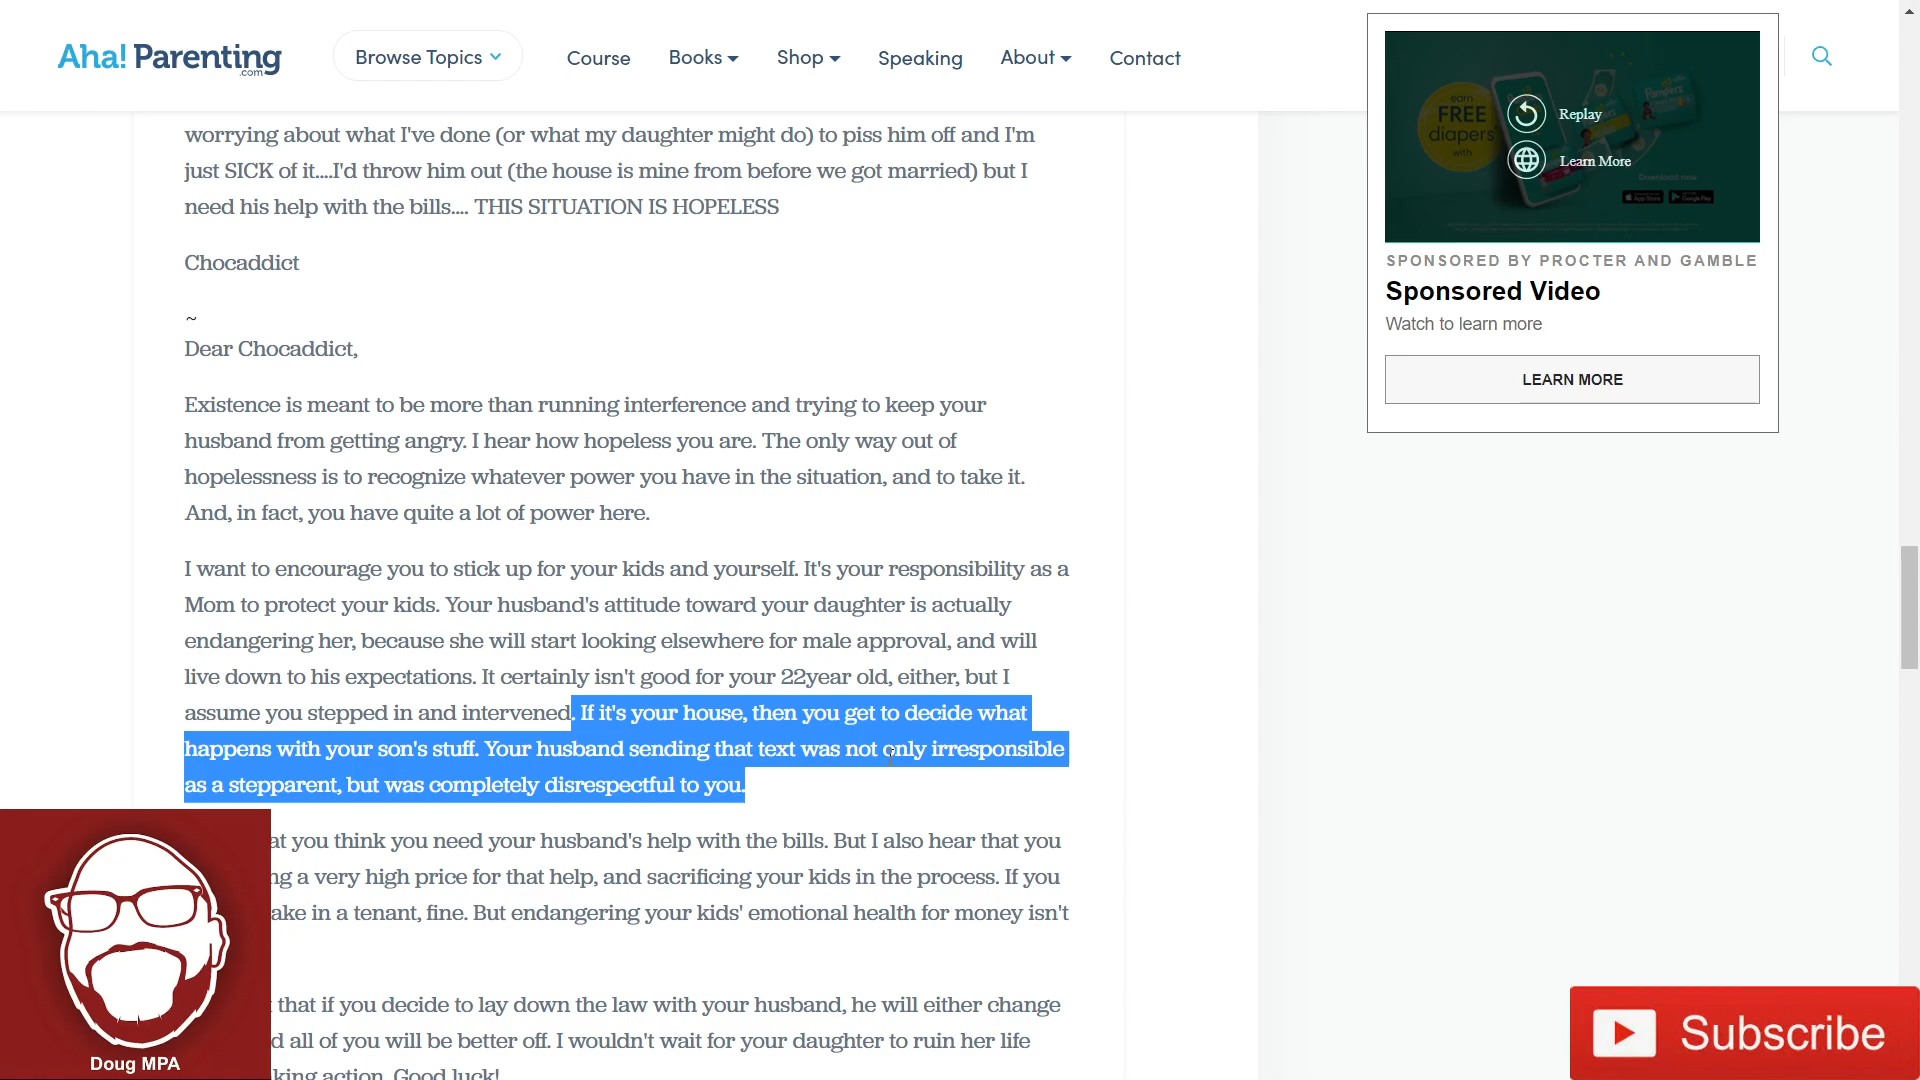 Aha! Parenting
.com
Browse Topics
Course
Books
Shop
Speaking
About
Contact
worrying about what I've done (or what my daughter might do) to piss him off and I'm
just SICK of it....I'd throw him out (the house is mine from before we got married) but I
need his help with the bills.... THIS SITUATION IS HOPELESS
Chocaddict
~
Dear Chocaddict,
Existence is meant to be more than running interference and trying to keep your
husband from getting angry. I hear how hopeless you are. The only way out of
hopelessness is to recognize whatever power you have in the situation, and to take it.
And, in fact, you have quite a lot of power here.
I want to encourage you to stick up for your kids and yourself. It's your responsibility as a
Mom to protect your kids. Your husband's attitude toward your daughter is actually
endangering her, because she will start looking elsewhere for male approval, and will
live down to his expectations. It certainly isn't good for your 22year old, either, but I
assume you stepped in and intervened. If it's your house, then you get to decide what
happens with your son's stuff. Your husband sending that text was not only irresponsible
as a stepparent, but was completely disrespectful to you.
at you think you need your husband's help with the bills. But I also hear that you
ng a very high price for that help, and sacrificing your kids in the process. If you
ake in a tenant, fine. But endangering your kids' emotional health for money isn't
that if you decide to lay down the law with your husband, he will either change
d all of you will be better off. I wouldn't wait for your daughter to ruin her life
king action. Good luck!
earn
FREE
diapers
with
Pampers
Replay
Learn More
Download now
App Store
Google Play
SPONSORED BY PROCTER AND GAMBLE
Sponsored Video
Watch to learn more
LEARN MORE
Doug MPA
Subscribe